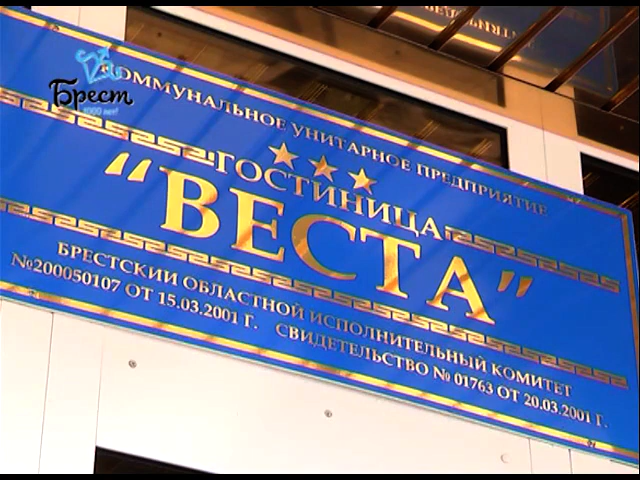 Брест
1000 лет!
КОММУНАЛЬНОЕ УНИТАРНОЕ ПРЕДПРИЯТИЕ
ГОСТИНИЦА
"ВЕСТА"
БРЕСТСКИЙ ОБЛАСТНОЙ ИСПОЛНИТЕЛЬНЫЙ КОМИТЕТ
№200050107 ОТ 15.03.2001 Г. СВИДЕТЕЛЬСТВО № 01763 ОТ 20.03.2001 Г.